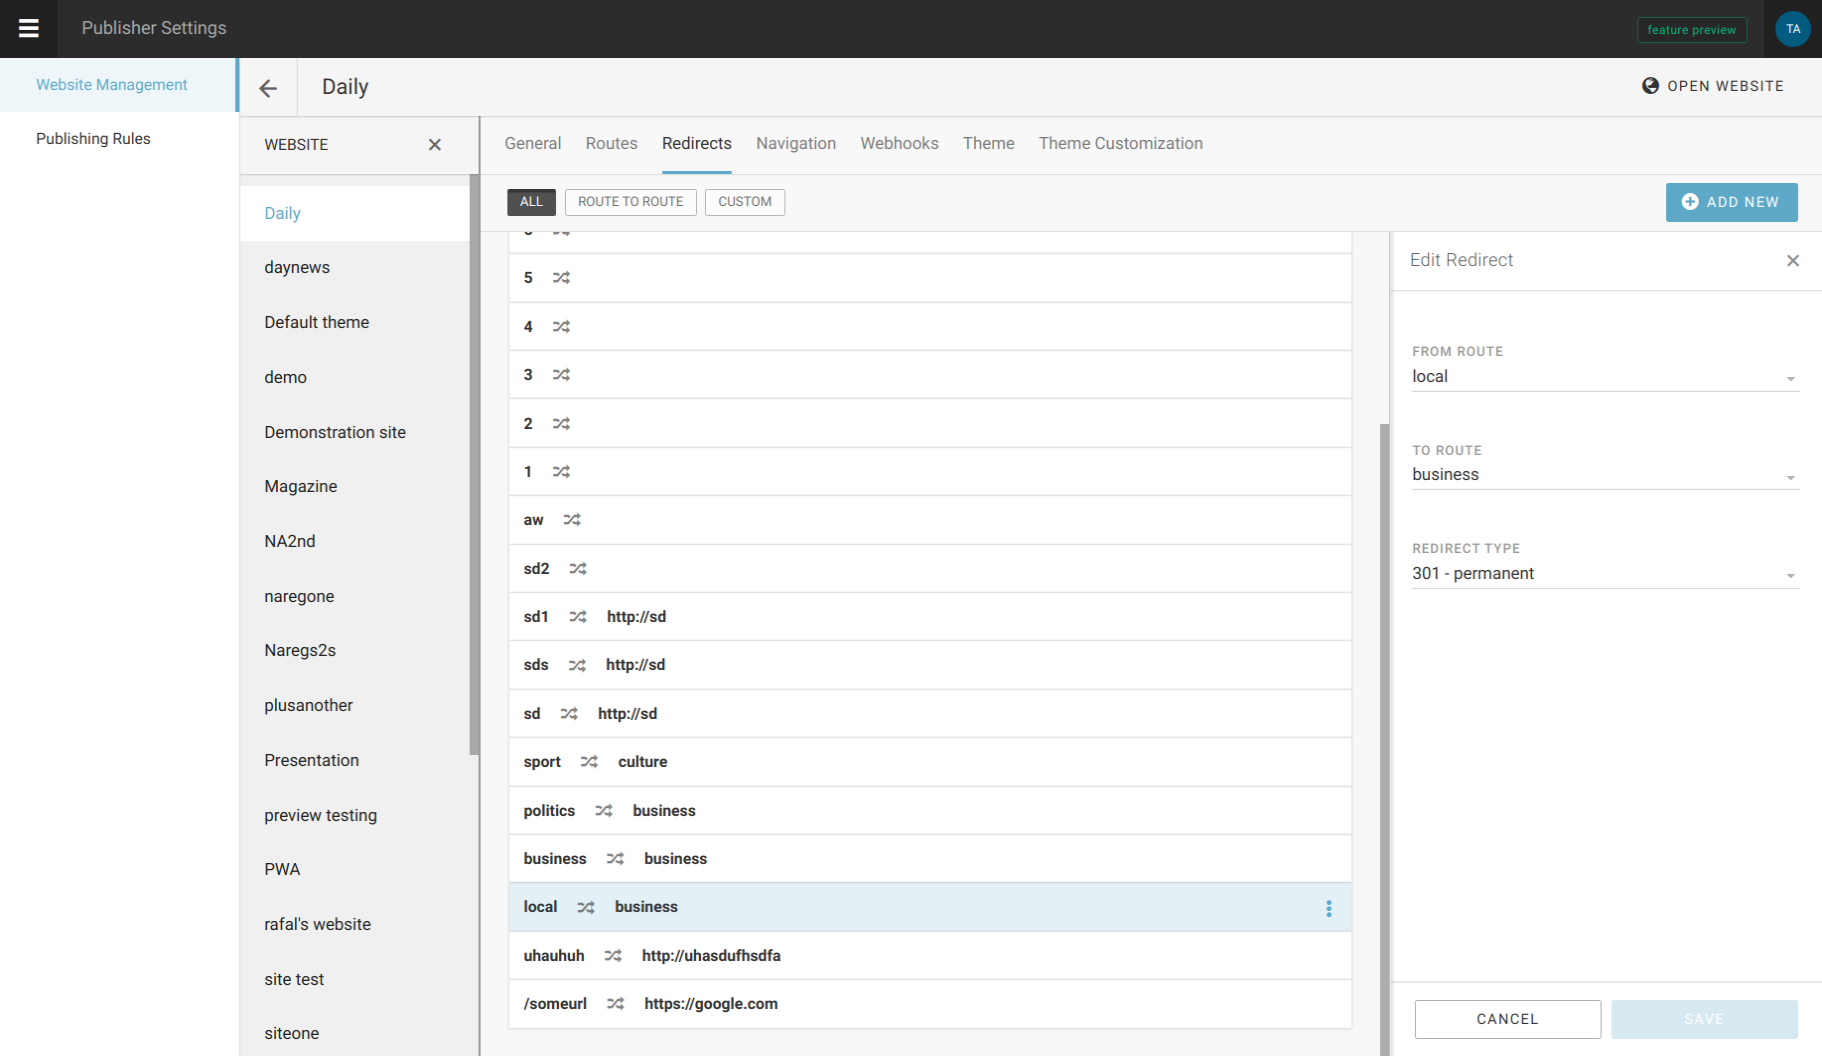 Publisher Settings
feature preview
TA
Website Management
Publishing Rules
Daily
OPEN WEBSITE
WEBSITE
General
Routes
Redirects
Navigation
Webhooks
Theme
Theme Customization
ALL
ROUTE TO ROUTE
CUSTOM
ADD NEW
Daily
daynews
Default theme
demo
Demonstration site
Magazine
NA2nd
naregone
Naregs2s
plusanother
Presentation
preview testing
PWA
rafal's website
site test
siteone
5
4
3
2
1
aw
sd2
sd1 http://sd
sds http://sd
sd http://sd
sport culture
politics business
business business
local business
uhauhuh http://uhasdufhsdfa
/someurl https://google.com
Edit Redirect
FROM ROUTE
local
TO ROUTE
business
REDIRECT TYPE
301 - permanent
CANCEL
SAVE